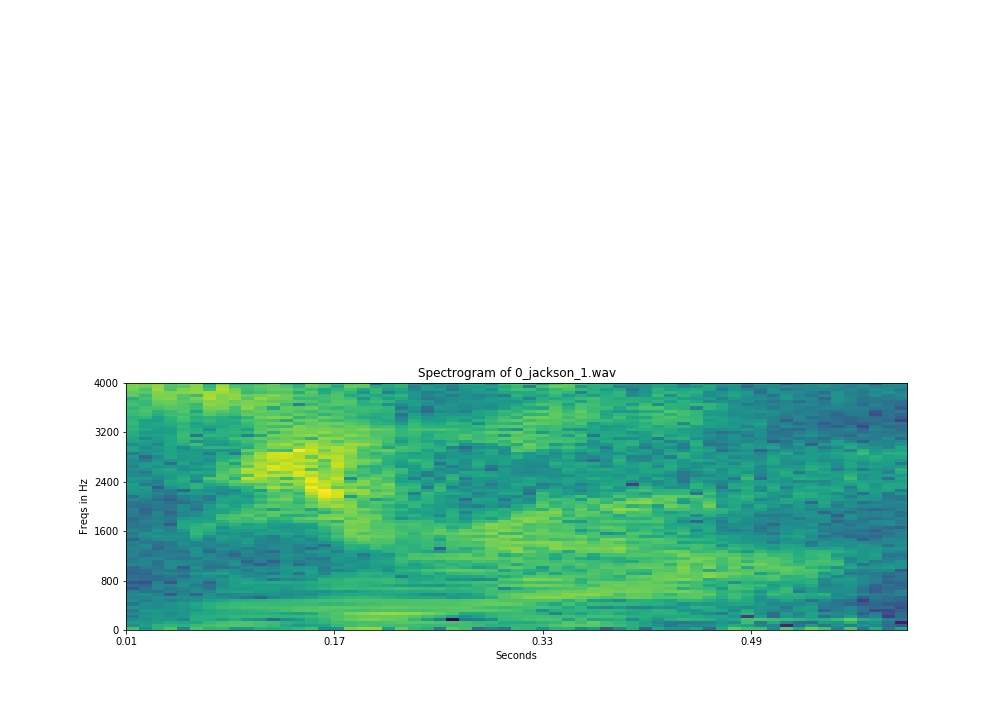 Spectrogram of 0_jackson_1.wav
4000
3200
2400
1600
800
0
Freqs in Hz
0.01 0.17 0.33 0.49
Seconds